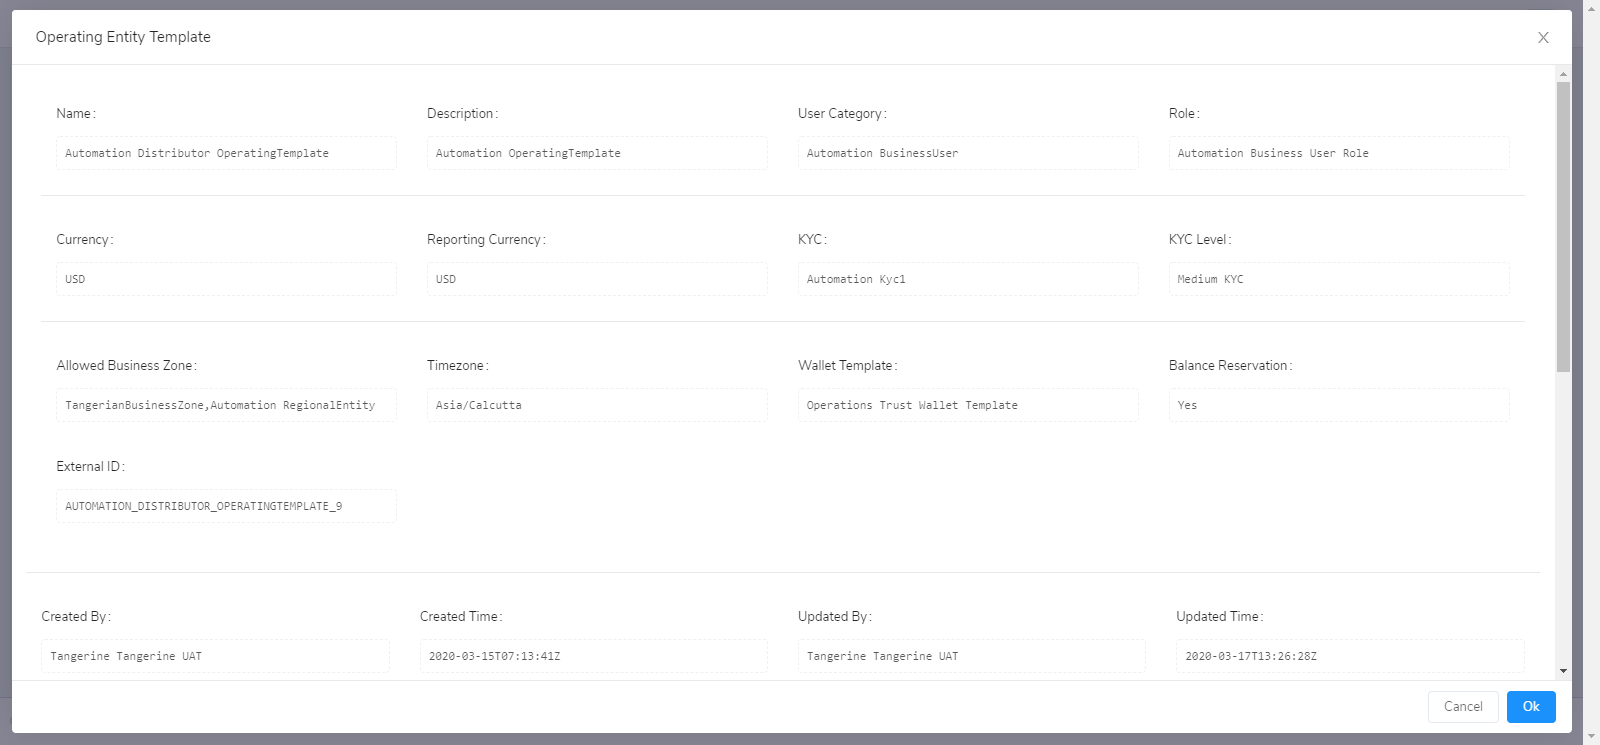 Operating Entity Template
Name: Description: User Category: Role:
Automation Distributor OperatingTemplate Automation OperatingTemplate Automation BusinessUser Automation Business User Role
Currency: Reporting Currency: KYC: KYC Level:
USD USD Automation Kyc1 Medium KYC
Allowed Business Zone: Timezone: Wallet Template: Balance Reservation:
TangerianBusinessZone,Automation RegionalEntity Asia/Calcutta Operations Trust Wallet Template Yes
External ID:
AUTOMATION_DISTRIBUTOR_OPERATINGTEMPLATE_9
Created By: Created Time: Updated By: Updated Time:
Tangerine Tangerine UAT 2020-03-15T07:13:41Z Tangerine Tangerine UAT 2020-03-17T13:26:28Z
Cancel Ok